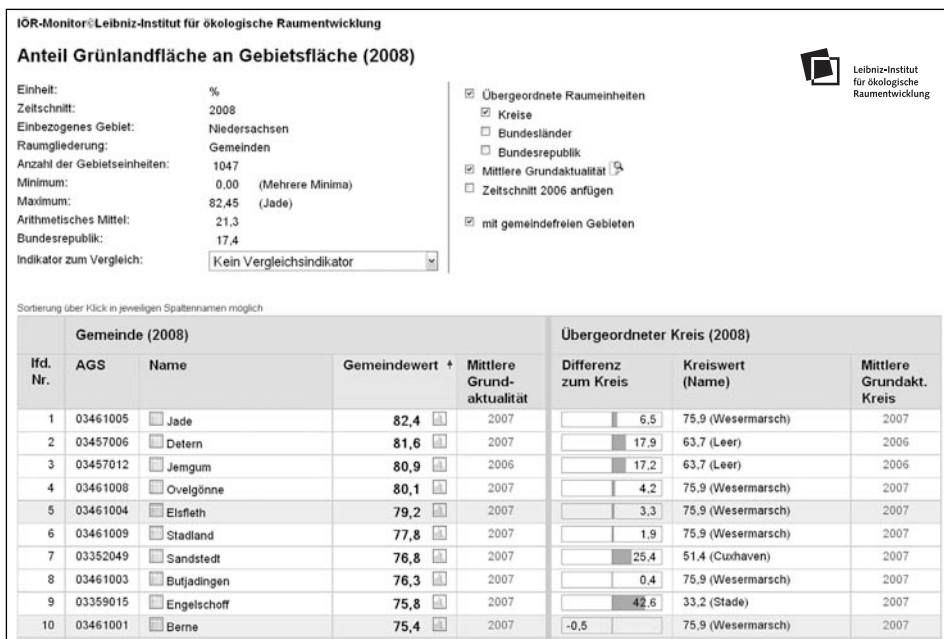 IÖR-Monitor©Leibniz-Institut für ökologische Raumentwicklung
Anteil Grünlandfläche an Gebietsfläche (2008)
Leibniz-Institut
für ökologische
Raumentwicklung
Einheit: %
Zeitschnitt: 2008
Einbezogenes Gebiet: Niedersachsen
Raumgliederung: Gemeinden
Anzahl der Gebietseinheiten: 1047
Minimum: 0,00 (Mehrere Minima)
Maximum: 82,45 (Jade)
Arithmetisches Mittel: 21,3
Bundesrepublik: 17,4
Indikator zum Vergleich: Kein Vergleichsindikator
Übergeordnete Raumeinheiten
Kreise
Bundesländer
Bundesrepublik
Mittlere Grundaktualität
Zeitschnitt 2006 anfügen
mit gemeindefreien Gebieten
Sortierung über Klick in jeweiligen Spaltennamen möglich
Gemeinde (2008) Übergeordneter Kreis (2008)
lfd. Nr. AGS Name Gemeindewert Mittlere Grund-aktualität Differenz zum Kreis Kreiswert (Name) Mittlere Grundakt. Kreis
1 03461005 Jade 82,4 2007 6,5 75,9 (Wesermarsch) 2007
2 03457006 Detern 81,6 2007 17,9 63,7 (Leer) 2006
3 03457012 Jemgum 80,9 2006 17,2 63,7 (Leer) 2006
4 03461008 Ovelgönne 80,1 2007 4,2 75,9 (Wesermarsch) 2007
5 03461004 Elsfleth 79,2 2007 3,3 75,9 (Wesermarsch) 2007
6 03461009 Stadland 77,8 2007 1,9 75,9 (Wesermarsch) 2007
7 03352049 Sandstedt 76,8 2007 25,4 51,4 (Cuxhaven) 2007
8 03461003 Butjadingen 76,3 2007 0,4 75,9 (Wesermarsch) 2007
9 03359015 Engelschoff 75,8 2007 42,6 33,2 (Stade) 2007
10 03461001 Berne 75,4 2007 -0,5 75,9 (Wesermarsch) 2007